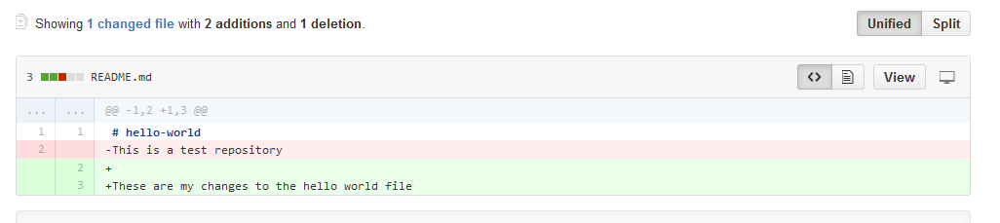 Showing 1 changed file with 2 additions and 1 deletion.
Unified Split
3 README.md
<> View
... ... @@ -1,2 +1,3 @@
1 1 # hello-world
2 -This is a test repository
2 +
3 +These are my changes to the hello world file